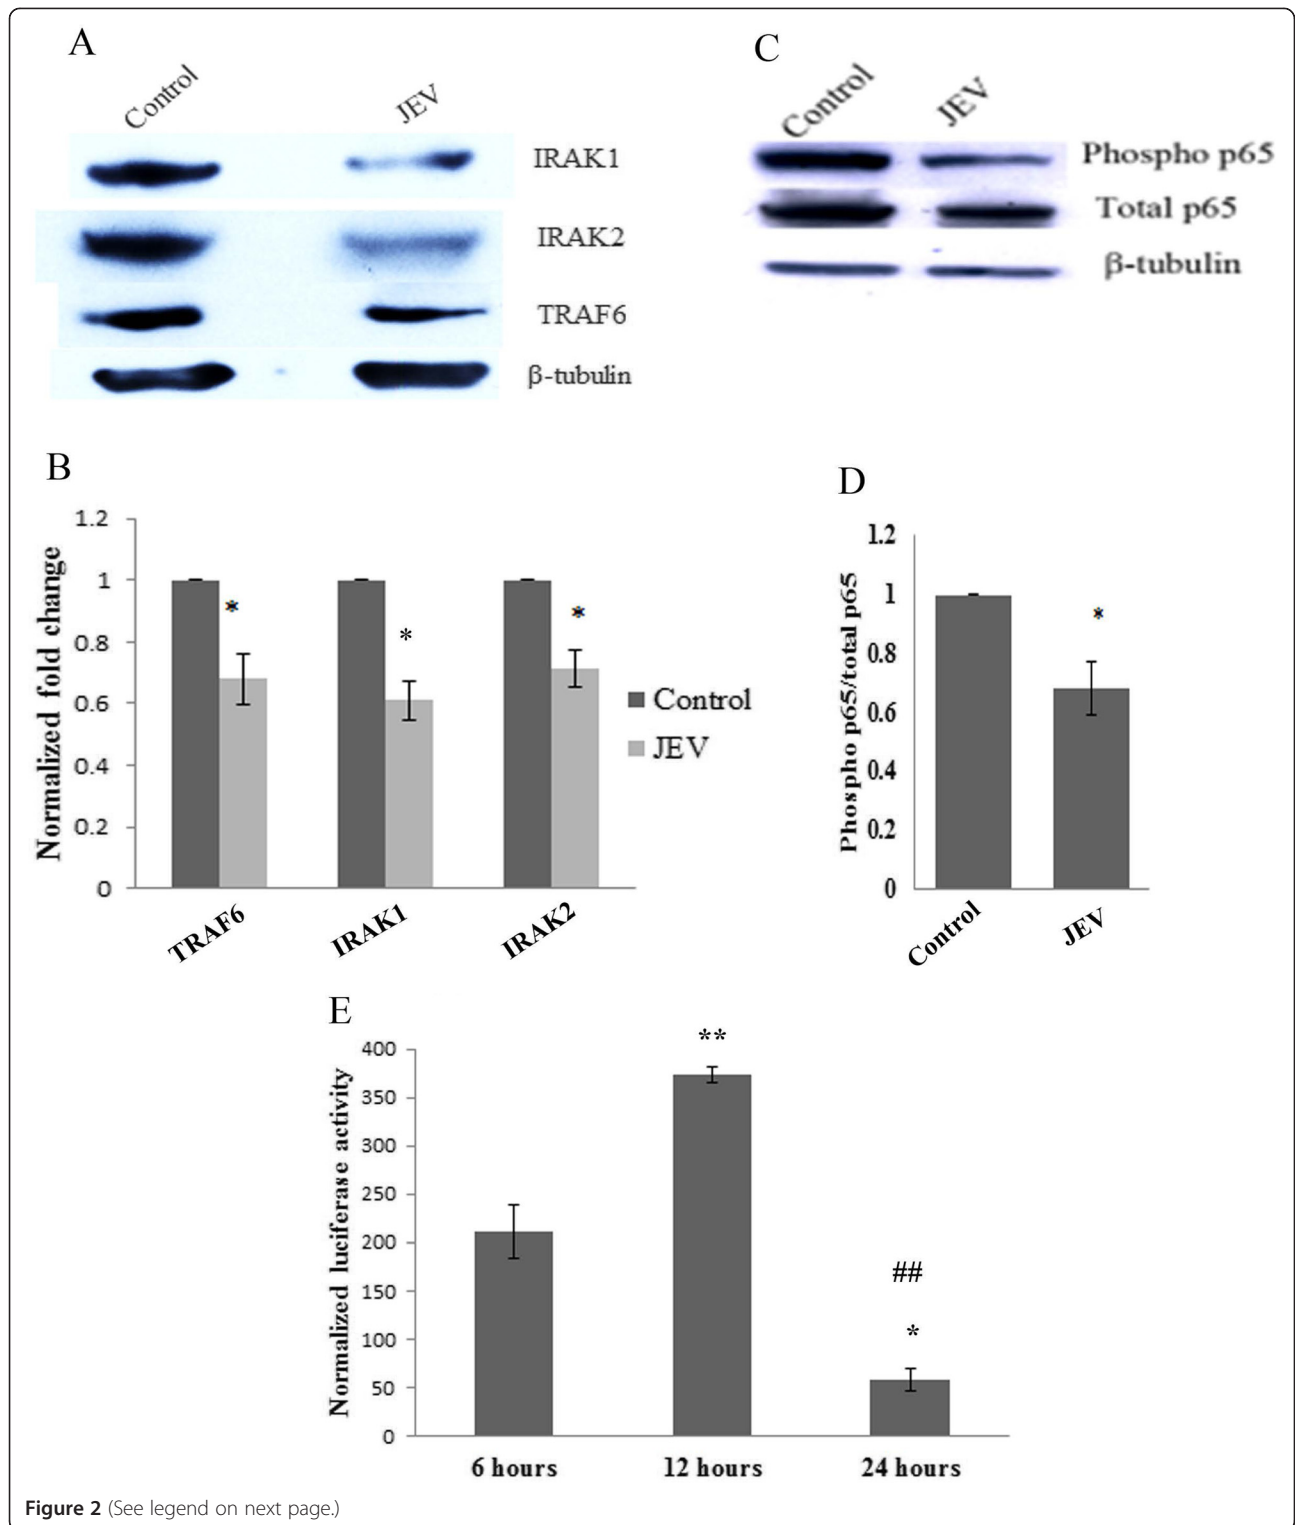 A
Control
JEV
IRAK1
IRAK2
TRAF6
β-tubulin
C
Control
JEV
Phospho p65
Total p65
β-tubulin
B
Normalized fold change
1.2
1
0.8
0.6
0.4
0.2
0
*
*
*
TRAF6
IRAK1
IRAK2
Control
JEV
D
Phospho p65/total p65
1.2
1
0.8
0.6
0.4
0.2
0
*
Control
JEV
E
Normalized luciferase activity
400
350
300
250
200
150
100
50
0
**
##
*
6 hours
12 hours
24 hours
Figure 2 (See legend on next page.)